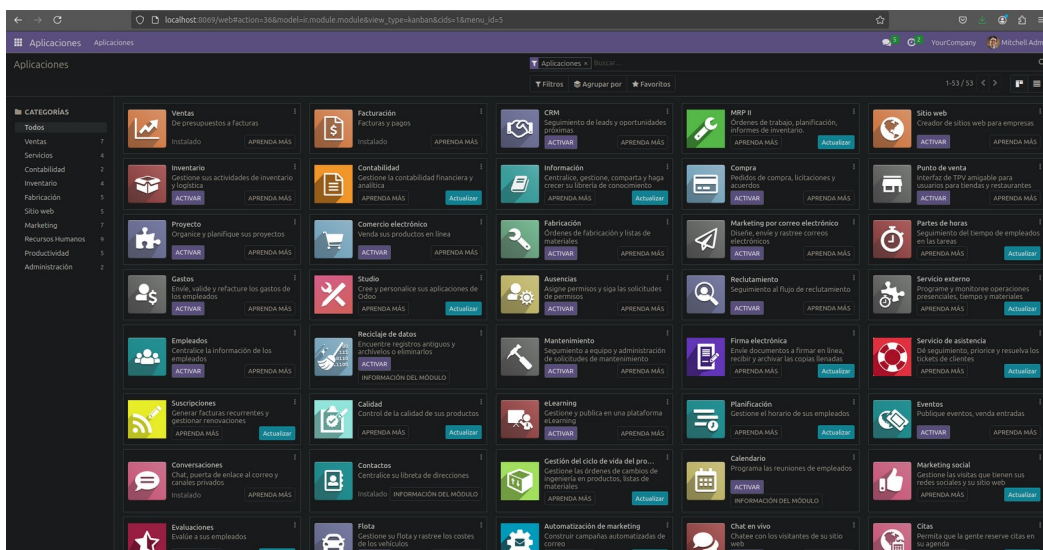 localhost:8069/web#action=36&model=ir.module.module&view_type=kanban&cids=1&menu_id=5
Aplicaciones Aplicaciones 5 2 YourCompany Mitchell Adm
Aplicaciones
Aplicaciones × Buscar...
Filtros Agrupar por Favoritos 1-53 / 53
CATEGORÍAS
Todos
Ventas 7
Servicios 4
Contabilidad 2
Inventario 4
Fabricación 5
Sitio web 5
Marketing 7
Recursos Humanos 9
Productividad 5
Administración 2
Ventas
De presupuestos a facturas
Instalado APRENDA MÁS
Facturación
Facturas y pagos
Instalado APRENDA MÁS
CRM
Seguimiento de leads y oportunidades
próximas
ACTIVAR APRENDA MÁS
MRP II
Órdenes de trabajo, planificación,
informes de inventario.
APRENDA MÁS Actualizar
Sitio web
Creador de sitios web para empresas
ACTIVAR APRENDA MÁS
Inventario
Gestione sus actividades de inventario
y logística
ACTIVAR APRENDA MÁS
Contabilidad
Gestione la contabilidad financiera y
analítica
APRENDA MÁS Actualizar
Información
Centralice, gestione, comparta y haga
crecer su librería de conocimiento
APRENDA MÁS Actualizar
Compra
Pedidos de compra, licitaciones y
acuerdos
ACTIVAR APRENDA MÁS
Punto de venta
Interfaz de TPV amigable para
usuarios para tiendas y restaurantes
ACTIVAR APRENDA MÁS
Proyecto
Organice y planifique sus proyectos
ACTIVAR APRENDA MÁS
Comercio electrónico
Venda sus productos en línea
ACTIVAR APRENDA MÁS
Fabricación
Órdenes de fabricación y listas de
materiales
ACTIVAR APRENDA MÁS
Marketing por correo electrónico
Diseñe, envíe y rastree correos
electrónicos
ACTIVAR APRENDA MÁS
Partes de horas
Seguimiento del tiempo de empleados
en las tareas
APRENDA MÁS Actualizar
Gastos
Envíe, valide y refacture los gastos de
los empleados
ACTIVAR APRENDA MÁS
Studio
Cree y personalice sus aplicaciones de
Odoo
APRENDA MÁS Actualizar
Ausencias
Asigne permisos y siga las solicitudes
de permisos
ACTIVAR APRENDA MÁS
Reclutamiento
Seguimiento al flujo de reclutamiento
ACTIVAR APRENDA MÁS
Servicio externo
Programe y monitoree operaciones
presenciales, tiempo y materiales
APRENDA MÁS Actualizar
Empleados
Centralice la información de los
empleados
ACTIVAR APRENDA MÁS
Reciclaje de datos
Encuentre registros antiguos y
archívelos o elimínarlos
ACTIVAR
INFORMACIÓN DEL MÓDULO
Mantenimiento
Segumiento a equipo y administración
de solicitudes de mantenimiento
ACTIVAR APRENDA MÁS
Firma electrónica
Envíe documentos a firmar en línea,
recibir y archivar las copias llenadas
APRENDA MÁS Actualizar
Servicio de asistencia
Dé seguimiento, priorice y resuelva los
tickets de clientes
APRENDA MÁS Actualizar
Suscripciones
Generar facturas recurrentes y
gestionar renovaciones
APRENDA MÁS Actualizar
Calidad
Control de la calidad de sus productos
APRENDA MÁS Actualizar
eLearning
Gestione y publica en una plataforma
eLearning
ACTIVAR APRENDA MÁS
Planificación
Gestione el horario de sus empleados
APRENDA MÁS Actualizar
Eventos
Publique eventos, venda entradas
ACTIVAR APRENDA MÁS
Conversaciones
Chat, puerta de enlace al correo y
canales privados
Instalado APRENDA MÁS
Contactos
Centralice su libreta de direcciones
Instalado INFORMACIÓN DEL MÓDULO
Gestión del ciclo de vida del pro...
Gestione las órdenes de cambios de
ingeniería en productos, listas de
materiales
APRENDA MÁS Actualizar
Calendario
Programa las reuniones de empleados
ACTIVAR
INFORMACIÓN DEL MÓDULO
Marketing social
Gestione las visitas que tienen sus
redes sociales y su sitio web
APRENDA MÁS Actualizar
Evaluaciones
Evalúe a sus empleados
Flota
Gestione su flota y rastree los costes
de los vehículos
Automatización de marketing
Construir campañas automatizadas de
correo
Chat en vivo
Chatee con los visitantes de su sitio
web
Citas
Permita que la gente reserve citas en
su agenda